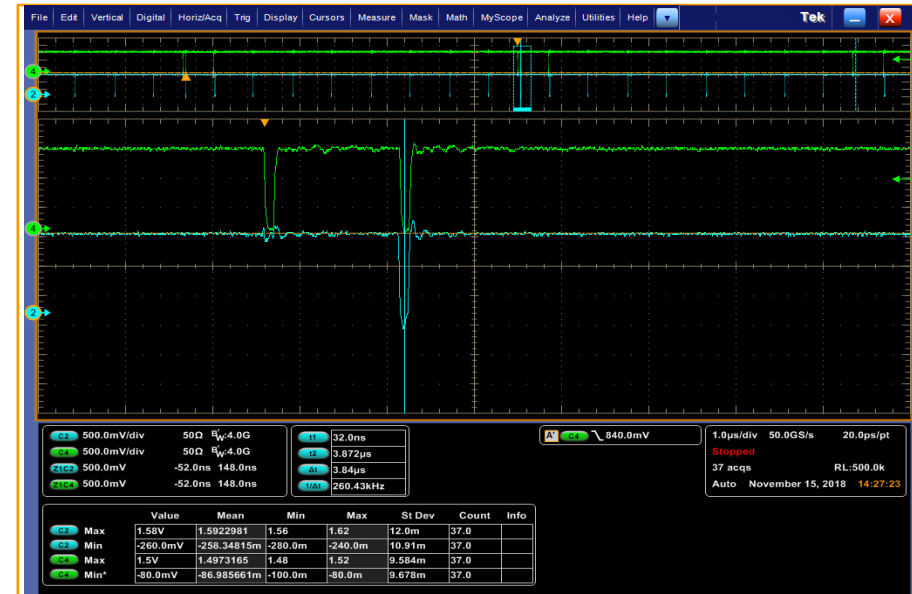 File Edit Vertical Digital Horiz/Acq Trig Display Cursors Measure Mask Math MyScope Analyze Utilities Help Tek X
4
2
4
2
C2 500.0mV/div 50Ω BW:4.0G
C4 500.0mV/div 50Ω BW:4.0G
Z1C2 500.0mV -52.0ns 148.0ns
Z1C4 500.0mV -52.0ns 148.0ns
t1 32.0ns
t2 3.872µs
Δt 3.84µs
1/Δt 260.43kHz
A' C4 840.0mV
1.0µs/div 50.0GS/s 20.0ps/pt
Stopped
37 acqs RL:500.0k
Auto November 15, 2018 14:27:23
Value Mean Min Max St Dev Count Info
C2 Max 1.58V 1.5922981 1.56 1.62 12.0m 37.0
C2 Min -260.0mV -258.34815m -280.0m -240.0m 10.91m 37.0
C4 Max 1.5V 1.4973165 1.48 1.52 9.584m 37.0
C4 Min* -80.0mV -86.985661m -100.0m -80.0m 9.678m 37.0